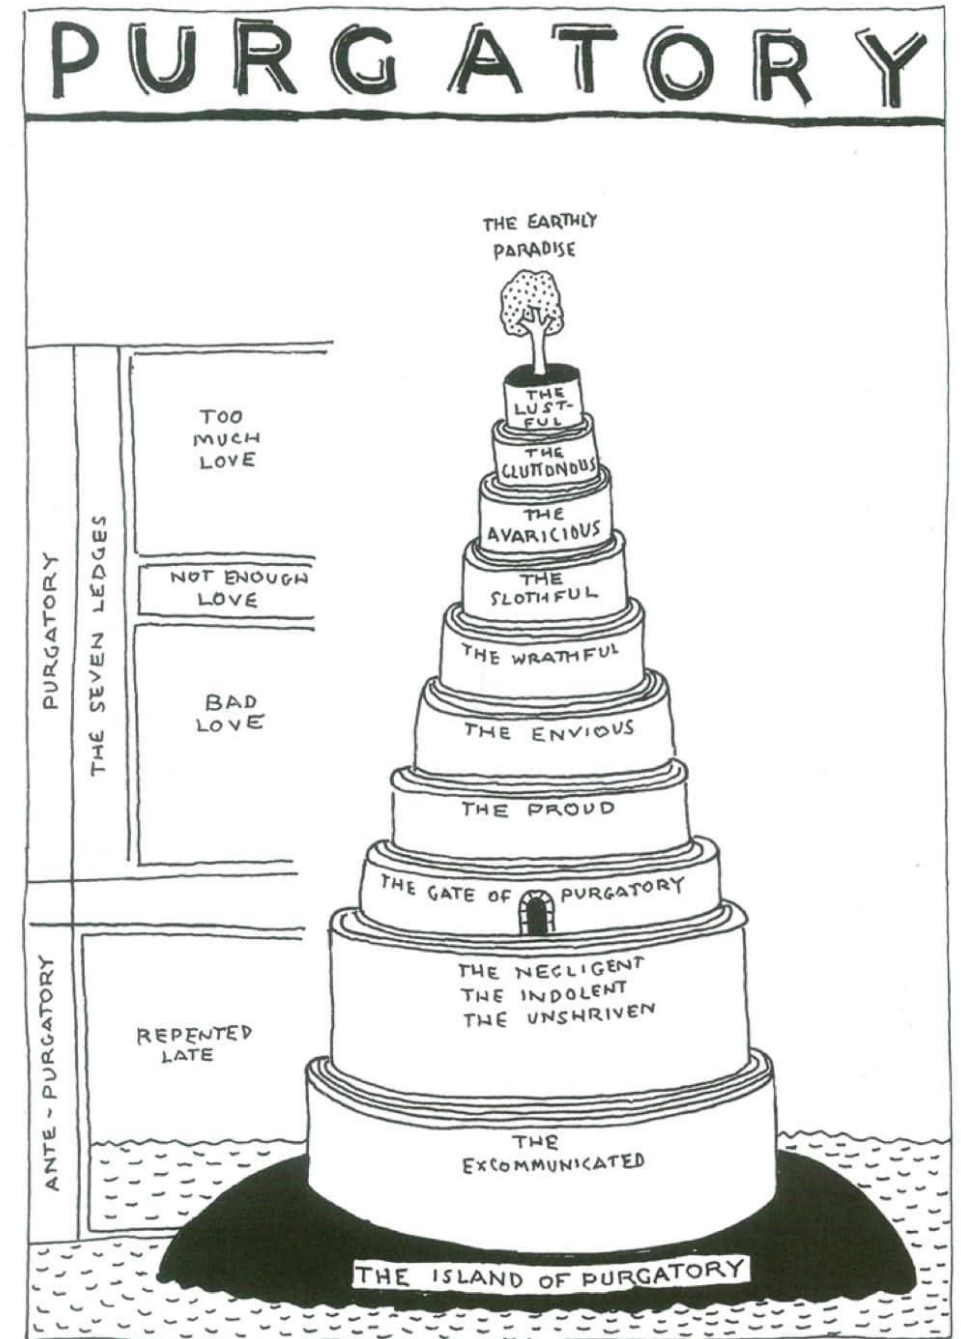 PURGATORY
THE EARTHLY
PARADISE
THE
LUST-
FUL
THE
GLUTTONOUS
THE
AVARICIOUS
THE
SLOTHFUL
THE WRATHFUL
THE ENVIOUS
THE PROUD
THE GATE OF PURGATORY
THE NEGLIGENT
THE INDOLENT
THE UNSHRIVEN
THE
EXCOMMUNICATED
THE ISLAND OF PURGATORY
PURGATORY
THE SEVEN LEDGES
TOO
MUCH
LOVE
NOT ENOUGH
LOVE
BAD
LOVE
ANTE-PURGATORY
REPENTED
LATE